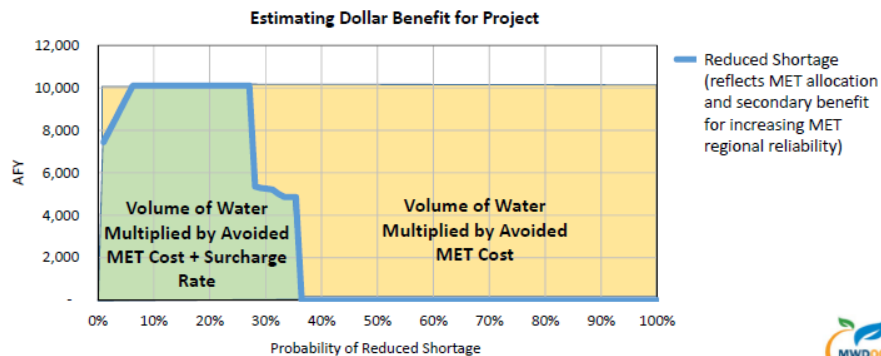 Estimating Dollar Benefit for Project
12,000
10,000
8,000
6,000
4,000
2,000
-
AFY
Volume of Water
Multiplied by Avoided
MET Cost + Surcharge
Rate
Volume of Water
Multiplied by Avoided
MET Cost
Reduced Shortage
(reflects MET allocation
and secondary benefit
for increasing MET
regional reliability)
0% 10% 20% 30% 40% 50% 60% 70% 80% 90% 100%
Probability of Reduced Shortage